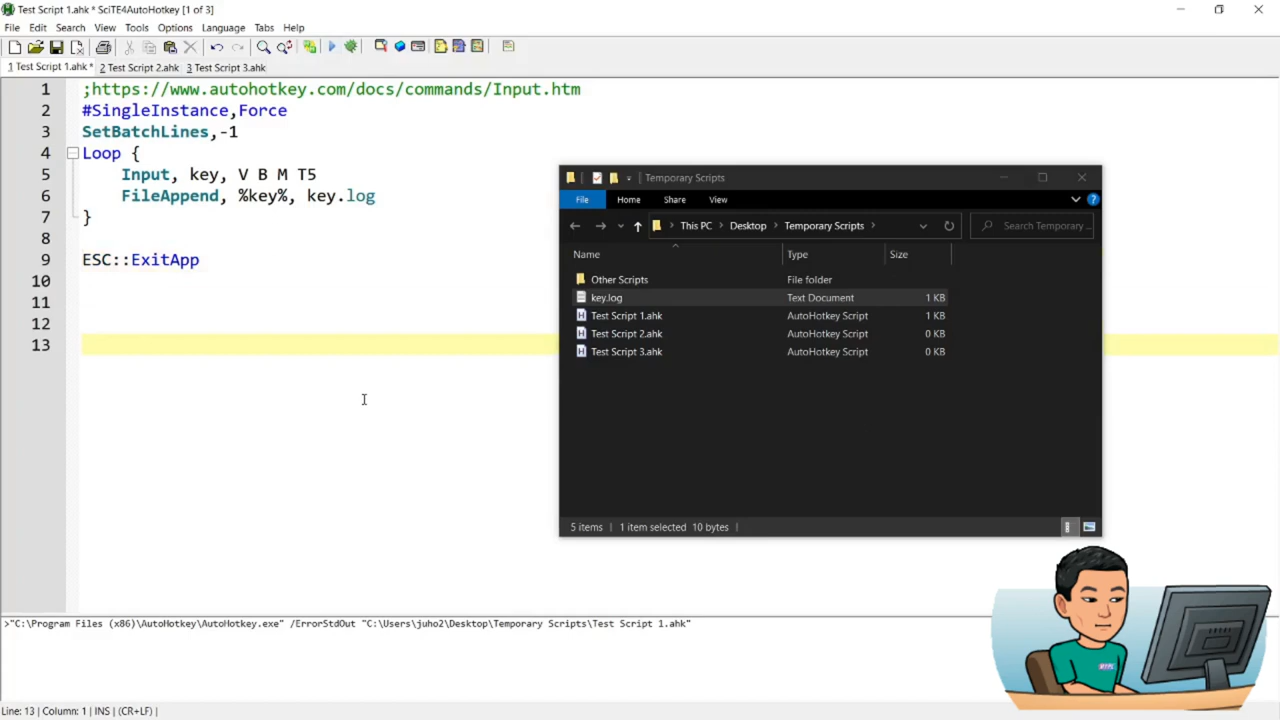 Test Script 1.ahk * SciTE4AutoHotkey [1 of 3]
File Edit Search View Tools Options Language Tabs Help
1 Test Script 1.ahk * 2 Test Script 2.ahk 3 Test Script 3.ahk
1 ;https://www.autohotkey.com/docs/commands/Input.htm
2 #SingleInstance,Force
3 SetBatchLines,-1
4 Loop {
5 Input, key, V B M T5
6 FileAppend, %key%, key.log
7 }
8
9 ESC::ExitApp
10
11
12
13
Temporary Scripts
File Home Share View
This PC Desktop Temporary Scripts Search Temporary ...
Name Type Size
Other Scripts File folder
key.log Text Document 1 KB
Test Script 1.ahk AutoHotkey Script 1 KB
Test Script 2.ahk AutoHotkey Script 0 KB
Test Script 3.ahk AutoHotkey Script 0 KB
5 items 1 item selected 10 bytes
>"C:\Program Files (x86)\AutoHotkey\AutoHotkey.exe" /ErrorStdOut "C:\Users\juho2\Desktop\Temporary Scripts\Test Script 1.ahk"
Line: 13 | Column: 1 | INS | (CR+LF) |